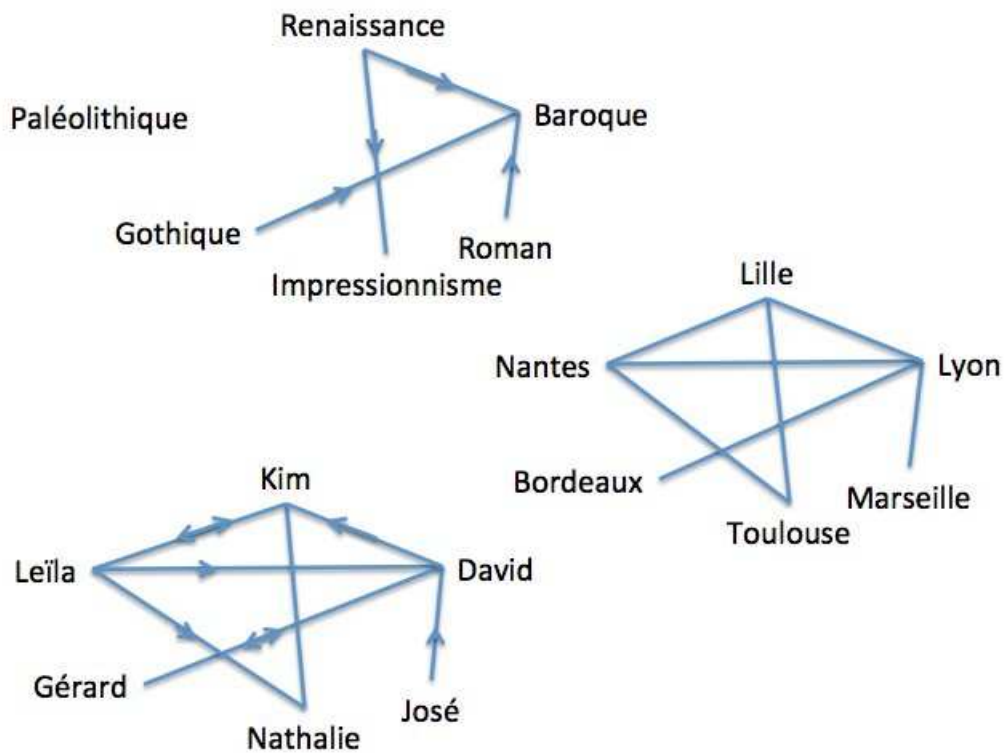 Renaissance
Paléolithique
Baroque
Gothique
Roman
Impressionnisme
Lille
Nantes
Lyon
Bordeaux
Marseille
Toulouse
Kim
Leïla
David
Gérard
José
Nathalie